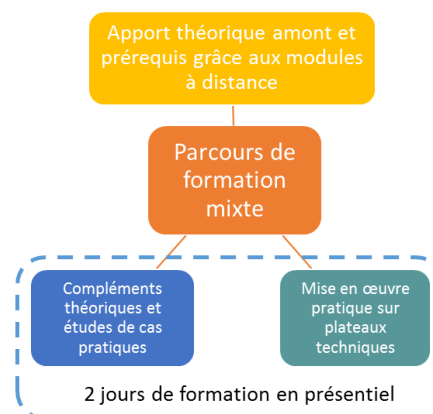 Apport théorique amont et
prérequis grâce aux modules
à distance
Parcours de
formation
mixte
Compléments
théoriques et
études de cas
pratiques
Mise en œuvre
pratique sur
plateaux
techniques
2 jours de formation en présentiel